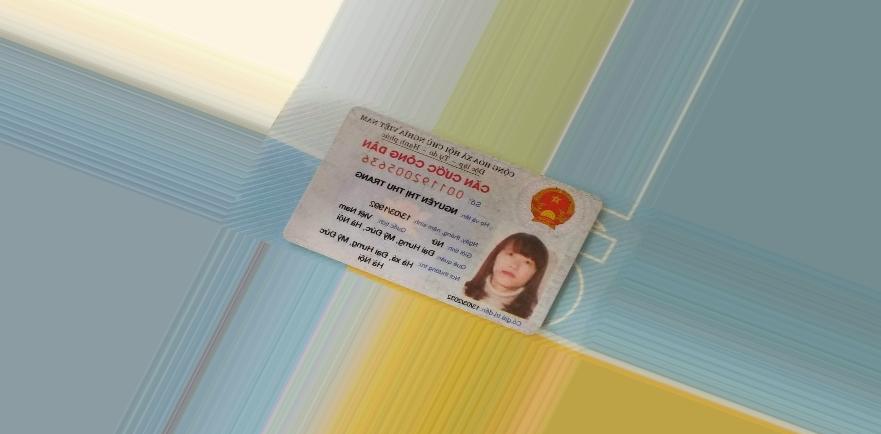 CỘNG HÒA XÃ HỘI CHỦ NGHĨA VIỆT NAM
Độc lập - Tự do - Hạnh phúc
CĂN CƯỚC CÔNG DÂN
Số: 001192005636
Họ và tên: NGUYỄN THỊ THU TRANG
Ngày, tháng, năm sinh: 13/03/1992
Giới tính: Nữ Quốc tịch: Việt Nam
Quê quán: Đại Hưng, Mỹ Đức, Hà Nội
Nơi thường trú: Hà xá, Đại Hưng, Mỹ Đức
Hà Nội
Có giá trị đến: 13/03/2032